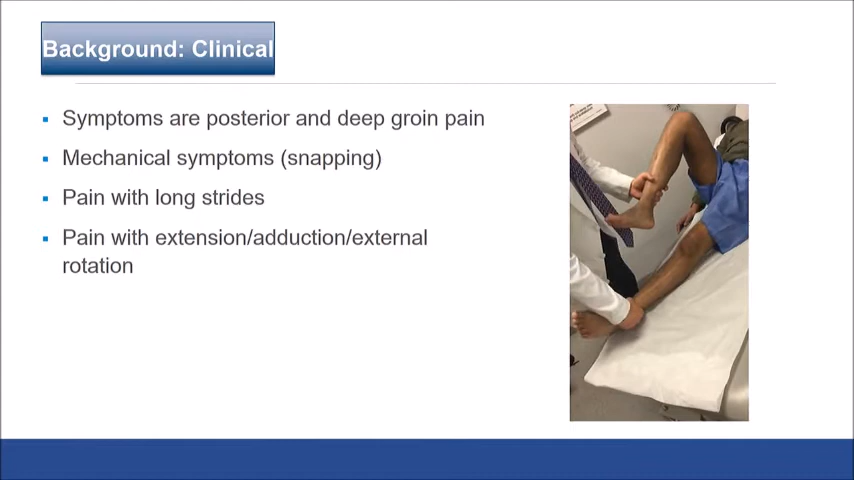 Background: Clinical
Symptoms are posterior and deep groin pain
Mechanical symptoms (snapping)
Pain with long strides
Pain with extension/adduction/external
rotation